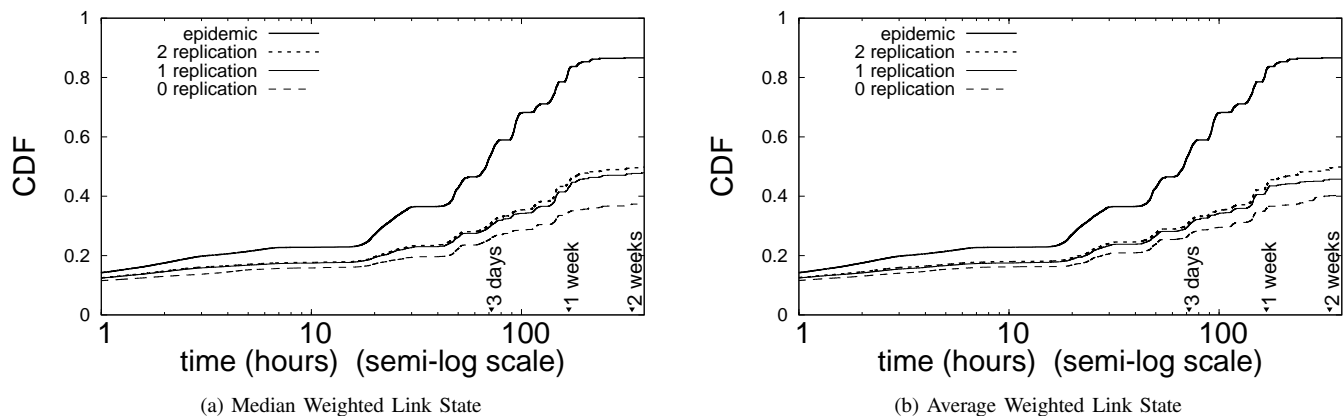 1
0.8
0.6
0.4
0.2
0
CDF
epidemic
2 replication
1 replication
0 replication
3 days
1 week
2 weeks
1 10 100
time (hours) (semi-log scale)
(a) Median Weighted Link State
1
0.8
0.6
0.4
0.2
0
CDF
epidemic
2 replication
1 replication
0 replication
3 days
1 week
2 weeks
1 10 100
time (hours) (semi-log scale)
(b) Average Weighted Link State